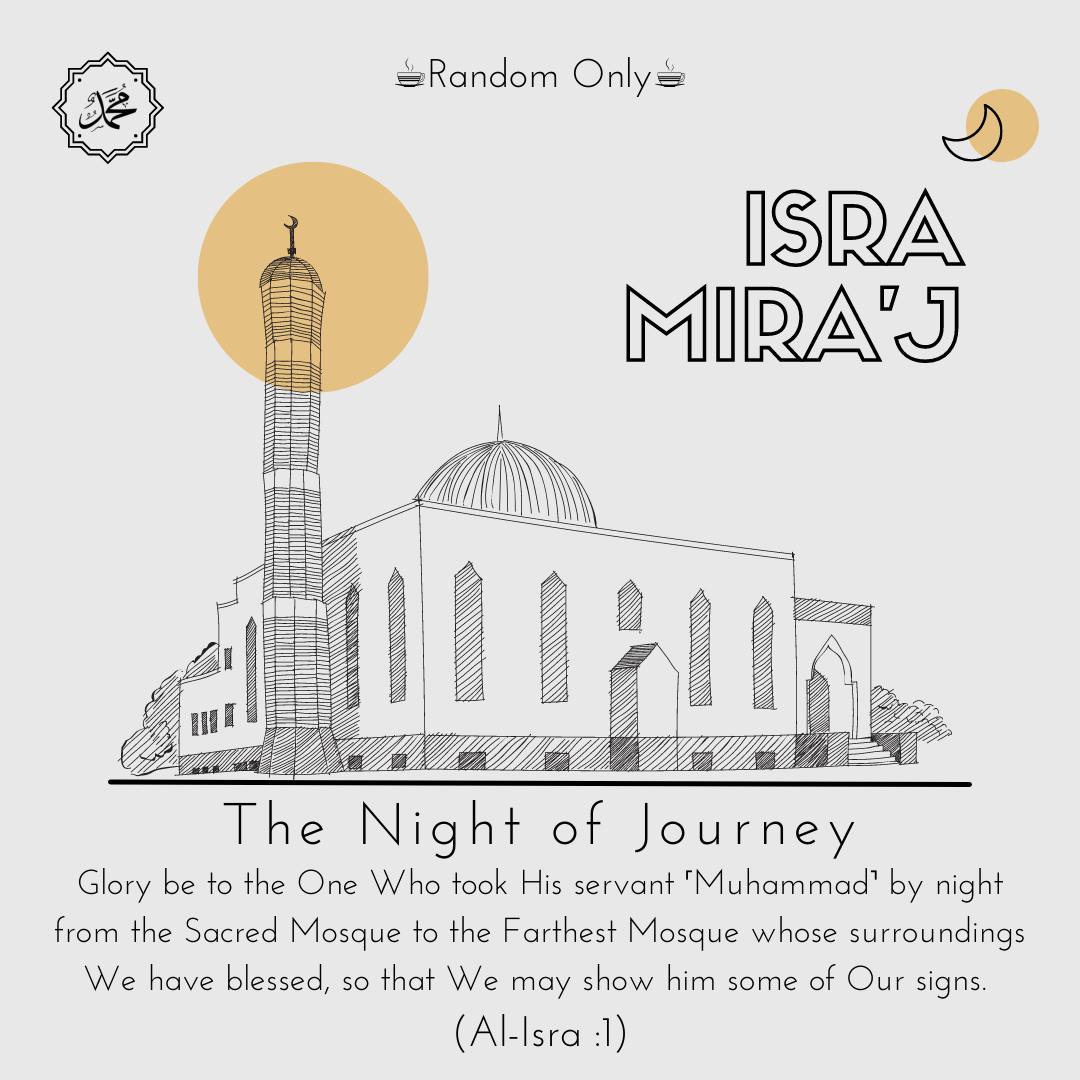 محمد
☕Random Only☕
ISRA
MIRA'J
The Night of Journey
Glory be to the One Who took His servant ˹Muhammad˺ by night
from the Sacred Mosque to the Farthest Mosque whose surroundings
We have blessed, so that We may show him some of Our signs.
(Al-Isra :1)